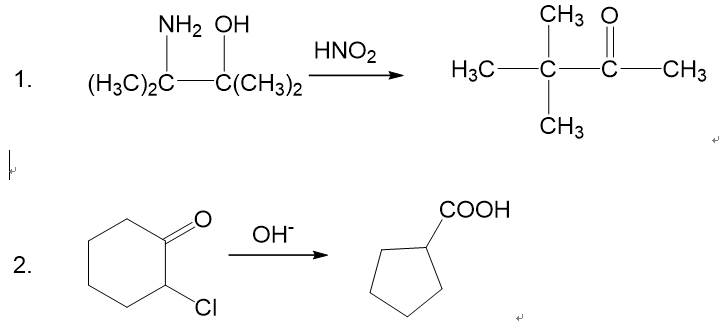 NH₂ OH CH₃ O
1. (H₃C)₂C C(CH₃)₂ HNO₂ H₃C C C CH₃
CH₃
2. O OH⁻ COOH
Cl